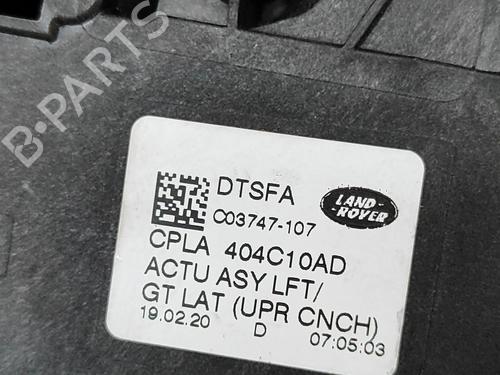 B-PARTS
DTSFA
C03747-107
LAND
ROVER
CPLA 404C10AD
ACTU ASY LFT/
GT LAT (UPR CNCH)
19.02.20 D 07:05:03